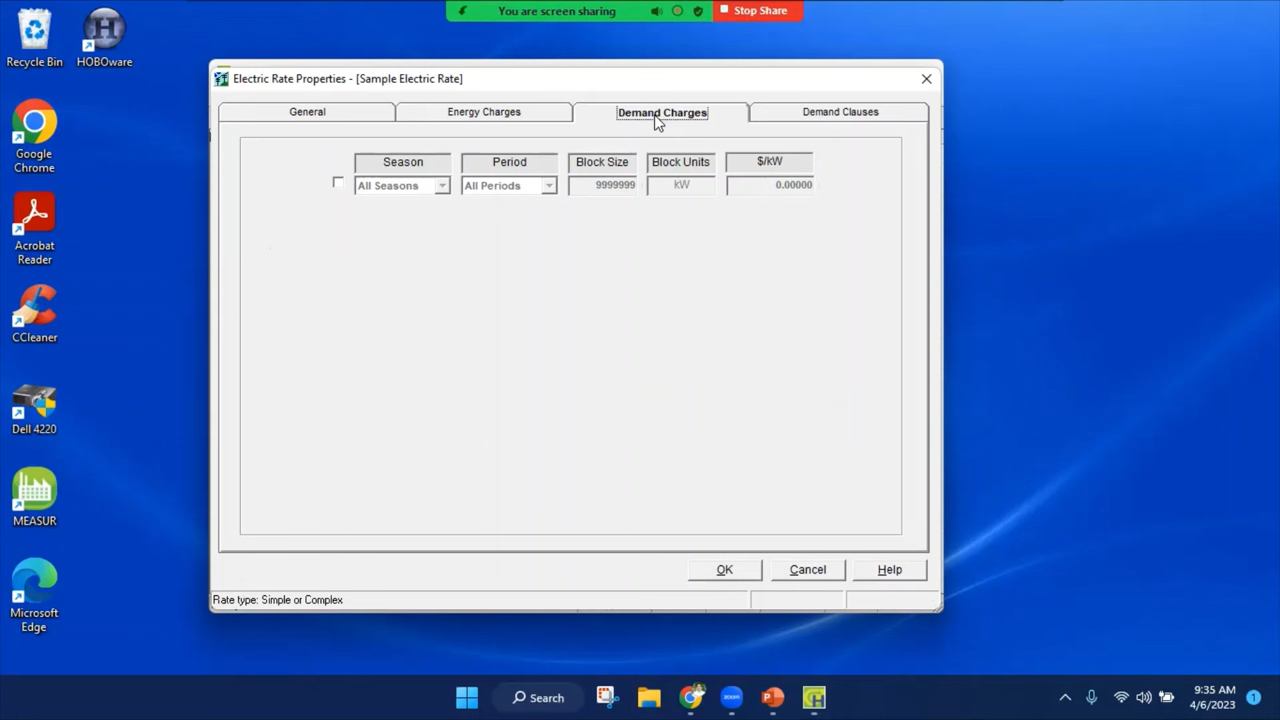 You are screen sharing
Stop Share
Recycle Bin
HOBOware
Google
Chrome
Acrobat
Reader
CCleaner
Dell 4220
MEASUR
Microsoft
Edge
Electric Rate Properties - [Sample Electric Rate]
General
Energy Charges
Demand Charges
Demand Clauses
Season
Period
Block Size
Block Units
$/kW
All Seasons
All Periods
9999999
kW
0.00000
OK
Cancel
Help
Rate type: Simple or Complex
Search
zoom
9:35 AM
4/6/2023
1